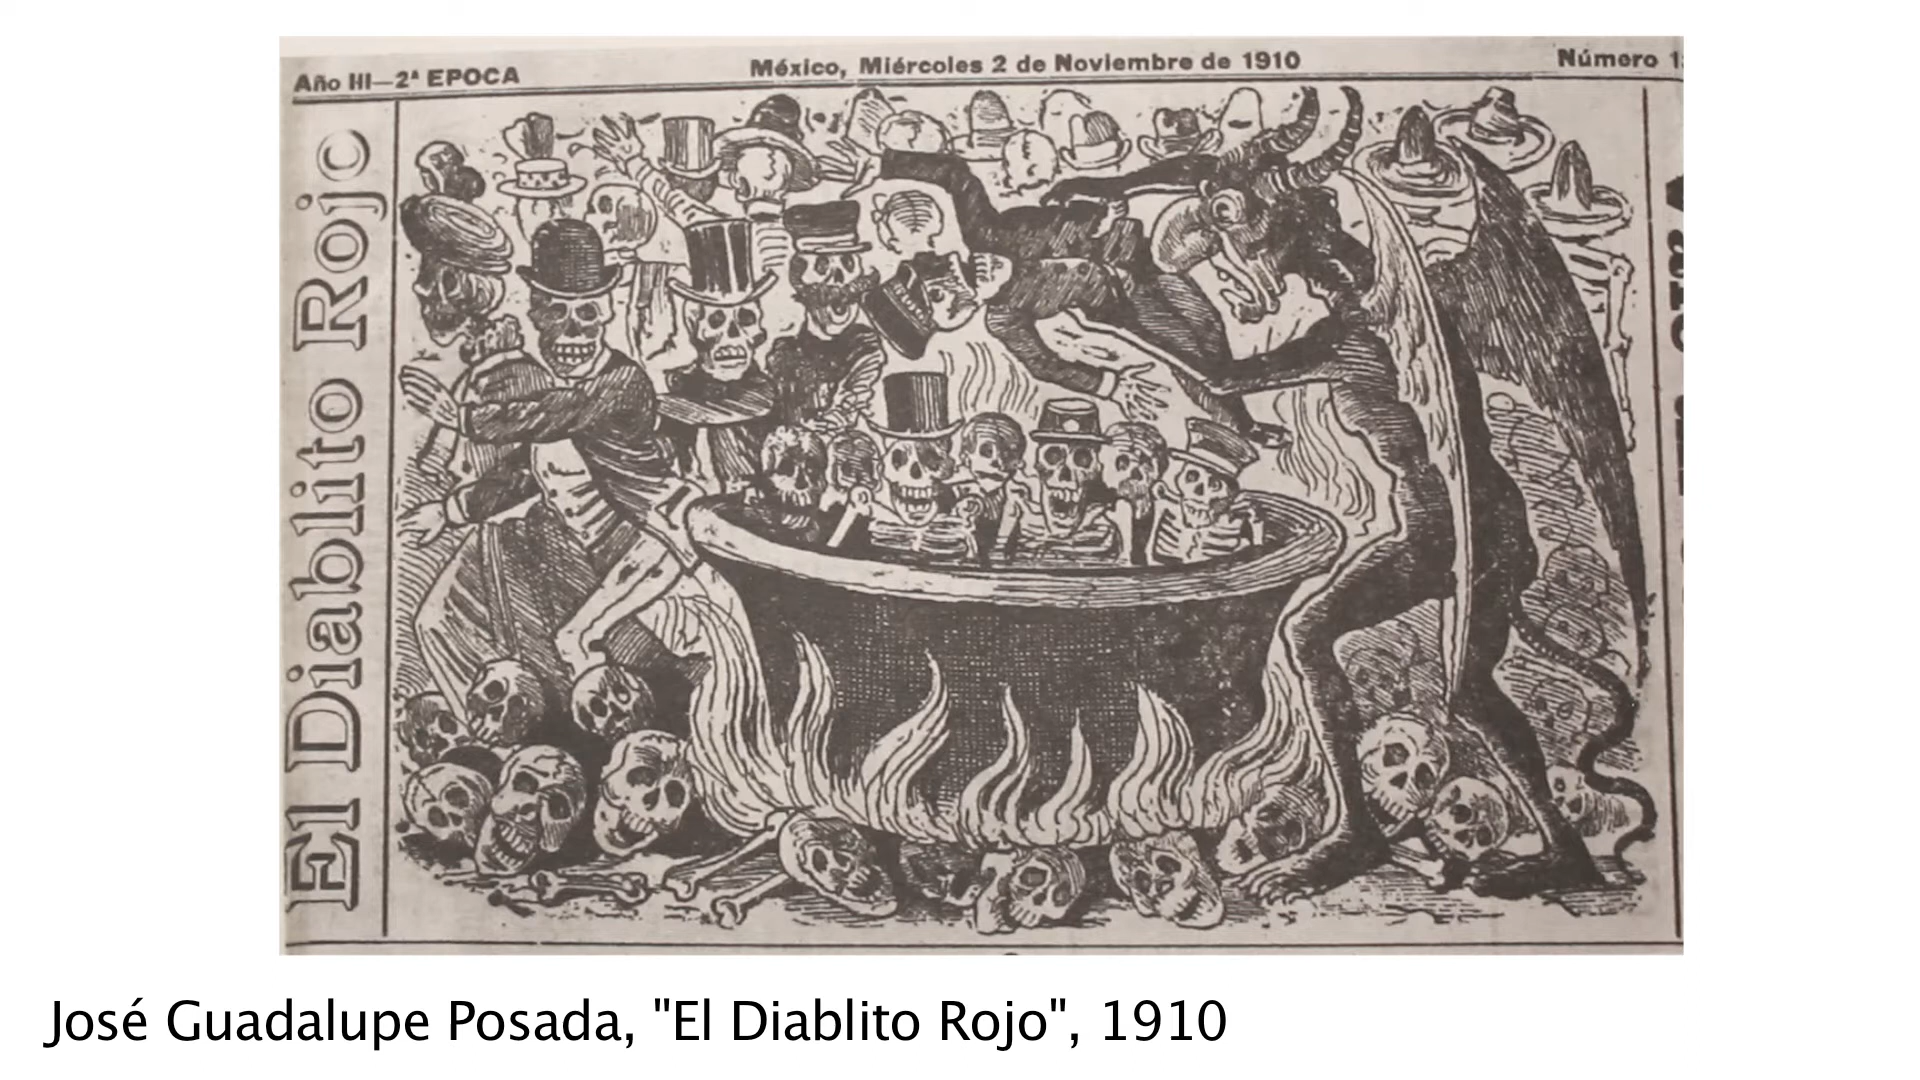 Año III—2ª EPOCA
México, Miércoles 2 de Noviembre de 1910
Número
El Diablito Rojo
José Guadalupe Posada, "El Diablito Rojo", 1910